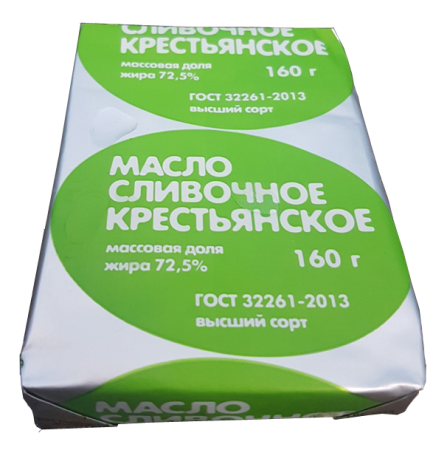 СЛИВОЧНОЕ
КРЕСТЬЯНСКОЕ
массовая доля
жира 72,5%
160 г
ГОСТ 32261-2013
высший сорт
МАСЛО
СЛИВОЧНОЕ
КРЕСТЬЯНСКОЕ
массовая доля
жира 72,5%
160 г
ГОСТ 32261-2013
высший сорт
МАСЛО
СЛИВОЧНОЕ